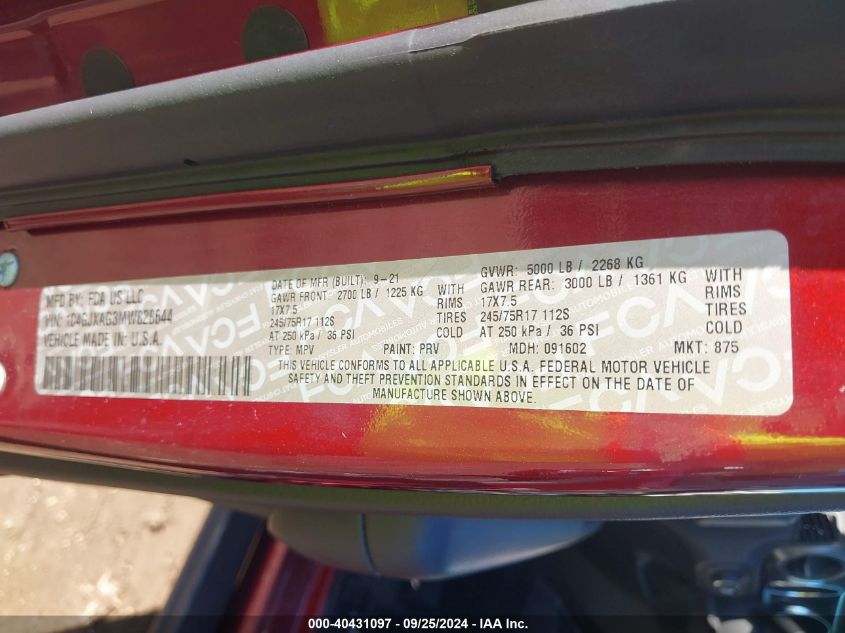 MFD BY: FCA US LLC
VIN: 1C4GJXAG3MW828644
VEHICLE MADE IN: U.S.A.
DATE OF MFR (BUILT): 9-21
GAWR FRONT 2700 LB / 1225 KG WITH
17X7.5 RIMS
245/75R17 112S TIRES
AT 250 kPa / 36 PSI COLD
GVWR: 5000 LB / 2268 KG
GAWR REAR: 3000 LB / 1361 KG WITH
17X7.5 RIMS
245/75R17 112S TIRES
AT 250 kPa / 36 PSI COLD
TYPE: MPV PAINT: PRV MDH: 091602 MKT: 875
THIS VEHICLE CONFORMS TO ALL APPLICABLE U.S.A. FEDERAL MOTOR VEHICLE
SAFETY AND THEFT PREVENTION STANDARDS IN EFFECT ON THE DATE OF
MANUFACTURE SHOWN ABOVE.
000-40431097 / 09/25/2024 - IAA Inc.